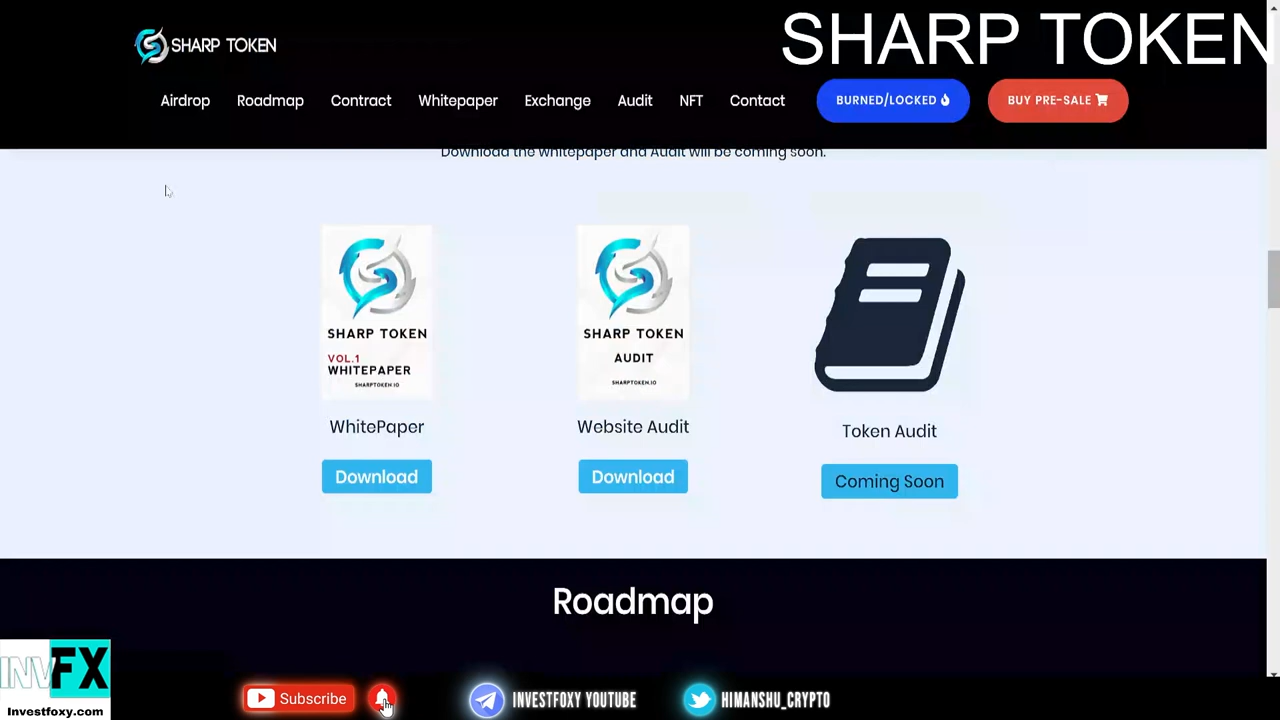 SHARP TOKEN
SHARP TOKEN
Airdrop Roadmap Contract Whitepaper Exchange Audit NFT Contact BURNED/LOCKED BUY PRE-SALE
Download the whitepaper and Audit will be coming soon.
SHARP TOKEN
VOL.1
WHITEPAPER
SHARPTOKEN.IO
SHARP TOKEN
AUDIT
SHARPTOKEN.IO
WhitePaper Website Audit Token Audit
Download Download Coming Soon
Roadmap
INVFX
Investfoxy.com
Subscribe INVESTFOXY YOUTUBE HIMANSHU_CRYPTO